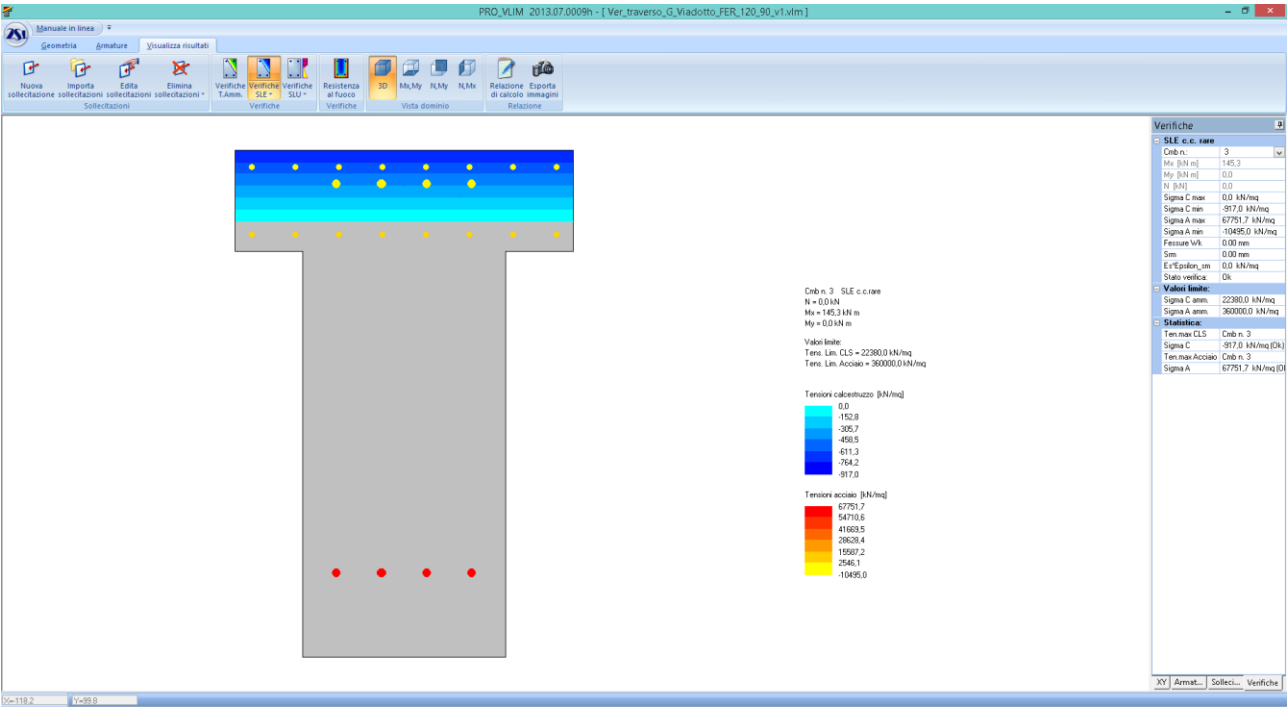 PRO_VLIM 2013.07.0009h - [ Ver_traverso_G_Viadotto_FER_120_90_v1.vlm ]
2SI
Manuale in linea
Geometria Armature Visualizza risultati
Nuova sollecitazione
Importa sollecitazioni
Edita sollecitazioni
Elimina sollecitazioni
Verifiche T.Amm.
Verifiche SLE
Verifiche SLU
Resistenza al fuoco
3D Mx,My N,My N,Mx
Relazione di calcolo
Esporta immagini
Sollecitazioni Verifiche Verifiche Vista dominio Relazione
Cmb n. 3 SLE c.c.rare
N = 0,0 kN
Mx = 145,3 kN m
My = 0,0 kN m
Valori limite:
Tens. Lim. CLS = 22380,0 kN/mq
Tens. Lim. Acciaio = 360000,0 kN/mq
Tensioni calcestruzzo [kN/mq]
0,0
-152,8
-305,7
-458,5
-611,3
-764,2
-917,0
Tensioni acciaio [kN/mq]
67751,7
54710,6
41669,5
28628,4
15587,2
2546,1
-10495,0
Verifiche
SLE c.c. rare
Cmb n.: 3
Mx [kN m] 145,3
My [kN m] 0,0
N [kN] 0,0
Sigma C max 0,0 kN/mq
Sigma C min -917,0 kN/mq
Sigma A max 67751,7 kN/mq
Sigma A min -10495,0 kN/mq
Fessure Wk 0.00 mm
Srm 0.00 mm
Es*Epsilon_sm 0,0 kN/mq
Stato verifica: Ok
Valori limite:
Sigma C amm. 22380,0 kN/mq
Sigma A amm. 360000,0 kN/mq
Statistica:
Ten.max CLS Cmb n. 3
Sigma C -917,0 kN/mq (Ok)
Ten.max Acciaio Cmb n. 3
Sigma A 67751,7 kN/mq (Ol
XY Armat... Solleci... Verifiche
X=-118.2 Y=99.8